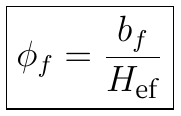 ϕ_f = b_f / H_ef